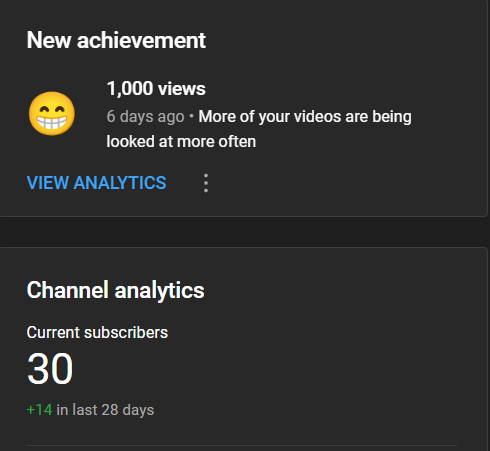 New achievement
1,000 views
6 days ago • More of your videos are being
looked at more often
VIEW ANALYTICS
Channel analytics
Current subscribers
30
+14 in last 28 days